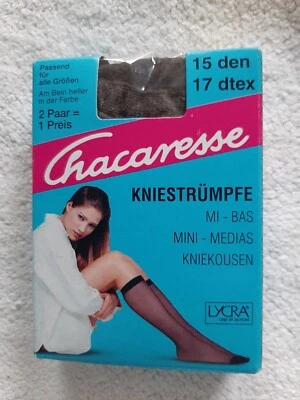 Passend
für
alle Größen
Am Bein heller
in der Farbe
2 Paar =
1 Preis
15 den
17 dtex
Chacaresse
KNIESTRÜMPFE
MI - BAS
MINI - MEDIAS
KNIEKOUSEN
LYCRA